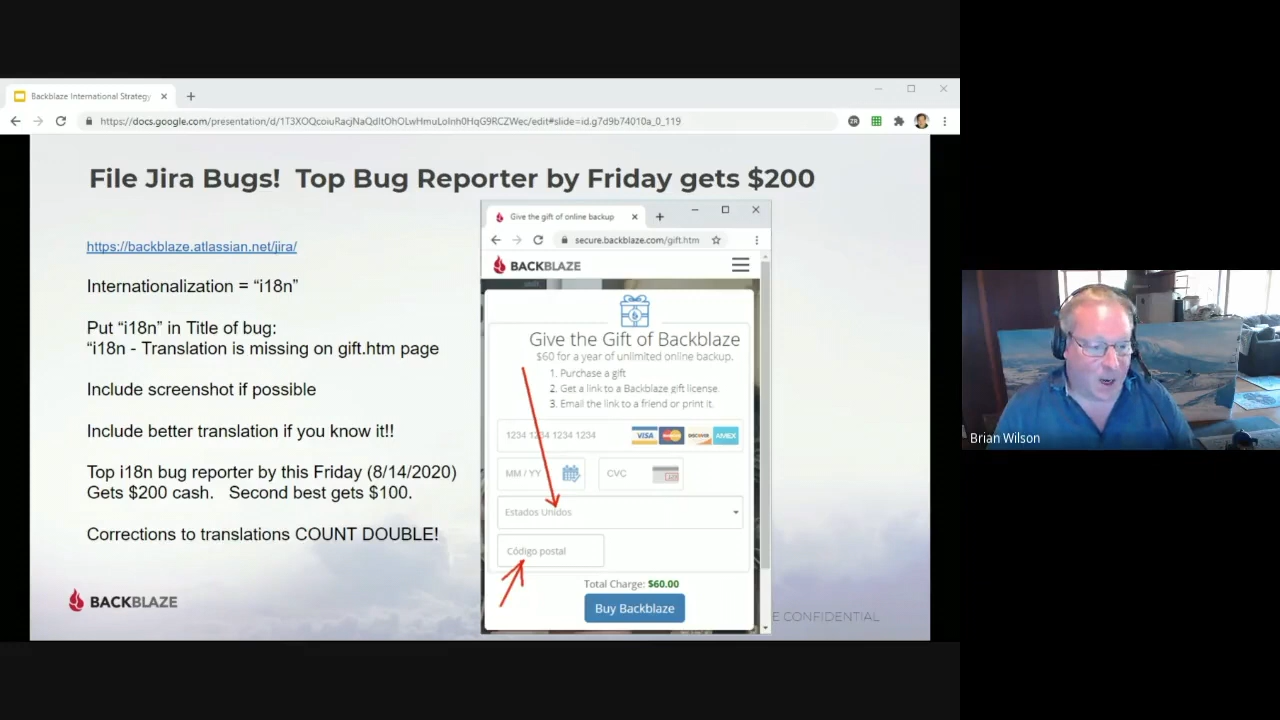 Backblaze International Strategy
https://docs.google.com/presentation/d/1T3XOQcoiuRacjNaQdItOhOLwHmuLoInh0HqG9RCZWec/edit#slide=id.g7d9b74010a_0_119
File Jira Bugs! Top Bug Reporter by Friday gets $200
https://backblaze.atlassian.net/jira/
Internationalization = “i18n”
Put “i18n” in Title of bug:
“i18n - Translation is missing on gift.htm page
Include screenshot if possible
Include better translation if you know it!!
Top i18n bug reporter by this Friday (8/14/2020)
Gets $200 cash. Second best gets $100.
Corrections to translations COUNT DOUBLE!
BACKBLAZE
Give the gift of online backup
secure.backblaze.com/gift.htm
BACKBLAZE
Give the Gift of Backblaze
$60 for a year of unlimited online backup.
1. Purchase a gift
2. Get a link to a Backblaze gift license.
3. Email the link to a friend or print it.
1234 1234 1234 1234 VISA MasterCard DISCOVER AMEX
MM / YY CVC
Estados Unidos
Código postal
Total Charge: $60.00
Buy Backblaze
E CONFIDENTIAL
Brian Wilson